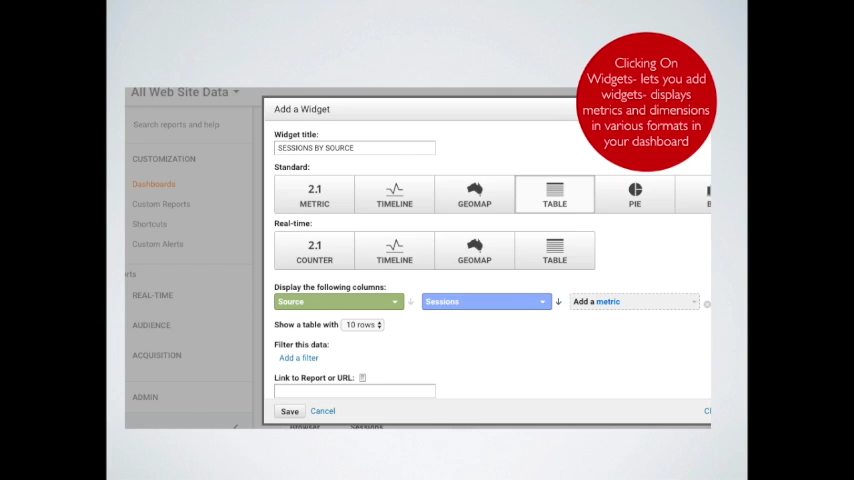 Clicking On
Widgets- lets you add
widgets- displays
metrics and dimensions
in various formats in
your dashboard
All Web Site Data
Search reports and help
CUSTOMIZATION
Dashboards
Custom Reports
Shortcuts
Custom Alerts
rts
REAL-TIME
AUDIENCE
ACQUISITION
ADMIN
Add a Widget
Widget title:
SESSIONS BY SOURCE
Standard:
2.1
METRIC
TIMELINE
GEOMAP
TABLE
PIE
B
Real-time:
2.1
COUNTER
TIMELINE
GEOMAP
TABLE
Display the following columns:
Source
Sessions
Add a metric
Show a table with 10 rows
Filter this data:
Add a filter
Link to Report or URL:
Save Cancel
Cl
Browser Sessions